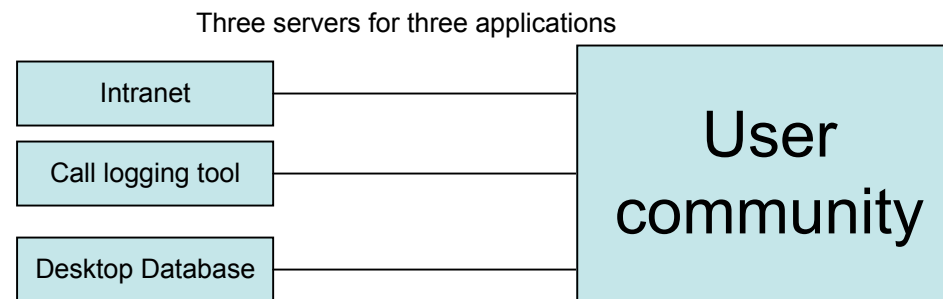 Three servers for three applications
Intranet
Call logging tool
Desktop Database
User
community